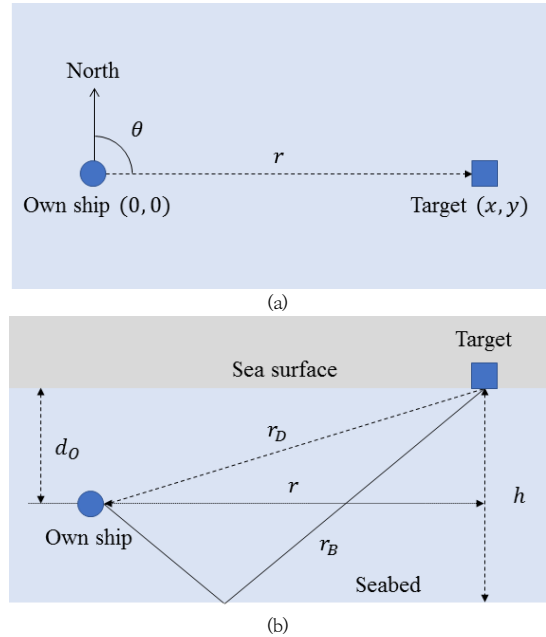 North
θ
r
Own ship (0, 0)
Target (x, y)
(a)
Target
Sea surface
d_O
r_D
r
h
Own ship
r_B
Seabed
(b)